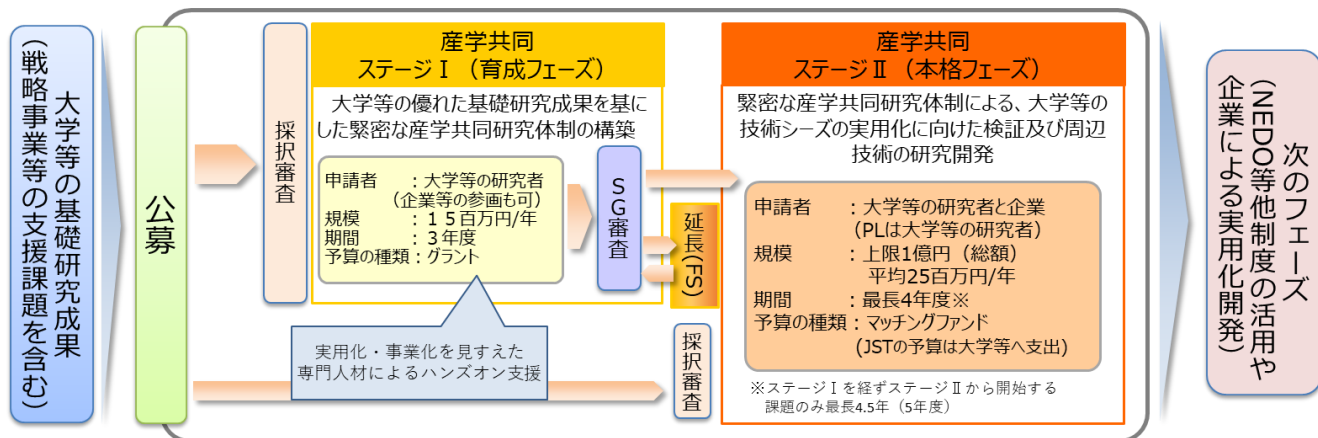 大学等の基礎研究成果
(戦略事業等の支援課題を含む)
公募
採択審査
産学共同
ステージⅠ（育成フェーズ）
大学等の優れた基礎研究成果を基に
した緊密な産学共同研究体制の構築
申請者　　：大学等の研究者
(企業等の参画も可)
規模　　　：１５百万円/年
期間　　　：３年度
予算の種類：グラント
SG審査
延長(FS)
実用化・事業化を見すえた
専門人材によるハンズオン支援
採択審査
産学共同
ステージⅡ（本格フェーズ）
緊密な産学共同研究体制による、大学等の
技術シーズの実用化に向けた検証及び周辺
技術の研究開発
申請者　　：大学等の研究者と企業
(PLは大学等の研究者)
規模　　　：上限1億円（総額）
平均25百万円/年
期間　　　：最長4年度※
予算の種類：マッチングファンド
(JSTの予算は大学等へ支出)
※ステージⅠを経ずステージⅡから開始する
課題のみ最長4.5年（5年度）
次のフェーズ
(NEDO等他制度の活用や
企業による実用化開発)